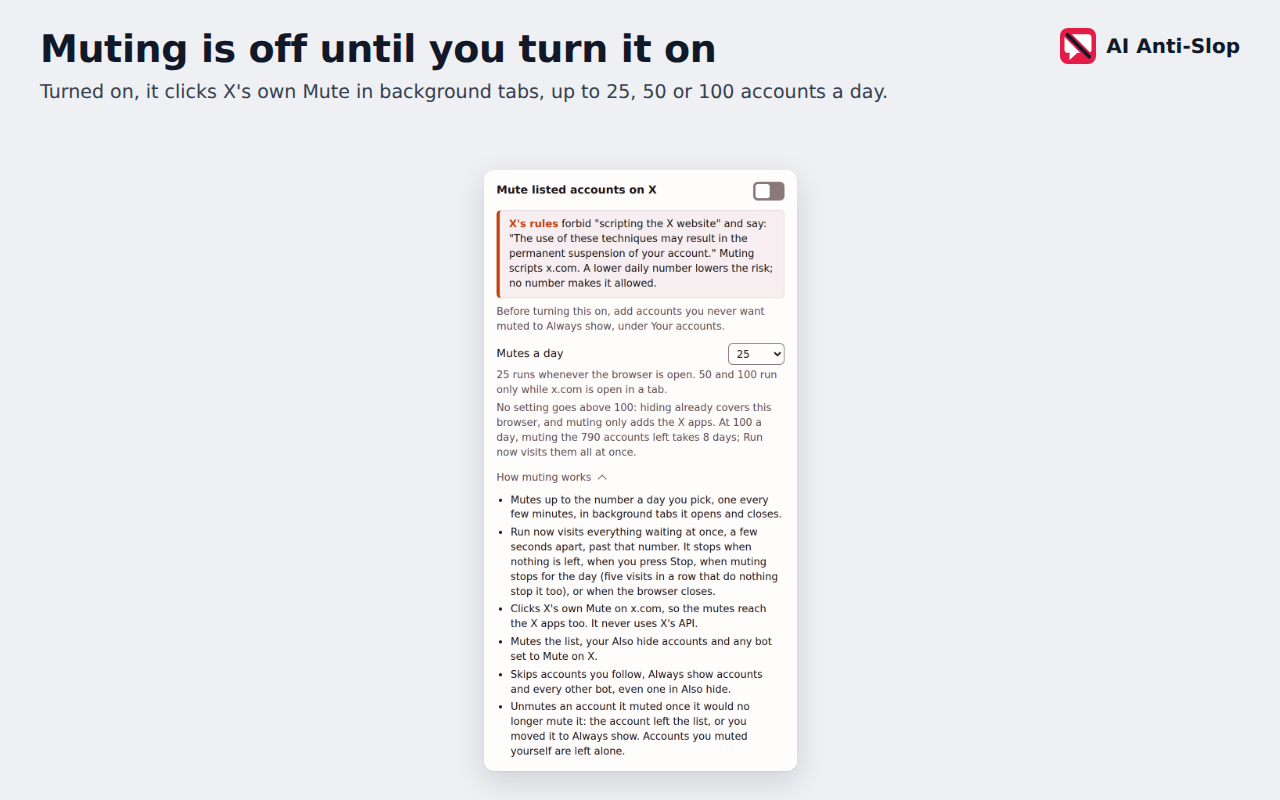 Muting is off until you turn it on
AI Anti-Slop
Turned on, it clicks X's own Mute in background tabs, up to 25, 50 or 100 accounts a day.
Mute listed accounts on X
X's rules forbid "scripting the X website" and say:
"The use of these techniques may result in the
permanent suspension of your account." Muting
scripts x.com. A lower daily number lowers the risk;
no number makes it allowed.
Before turning this on, add accounts you never want
muted to Always show, under Your accounts.
Mutes a day
25
25 runs whenever the browser is open. 50 and 100 run
only while x.com is open in a tab.
No setting goes above 100: hiding already covers this
browser, and muting only adds the X apps. At 100 a
day, muting the 790 accounts left takes 8 days; Run
now visits them all at once.
How muting works
• Mutes up to the number a day you pick, one every
few minutes, in background tabs it opens and closes.
• Run now visits everything waiting at once, a few
seconds apart, past that number. It stops when
nothing is left, when you press Stop, when muting
stops for the day (five visits in a row that do nothing
stop it too), or when the browser closes.
• Clicks X's own Mute on x.com, so the mutes reach
the X apps too. It never uses X's API.
• Mutes the list, your Also hide accounts and any bot
set to Mute on X.
• Skips accounts you follow, Always show accounts
and every other bot, even one in Also hide.
• Unmutes an account it muted once it would no
longer mute it: the account left the list, or you
moved it to Always show. Accounts you muted
yourself are left alone.